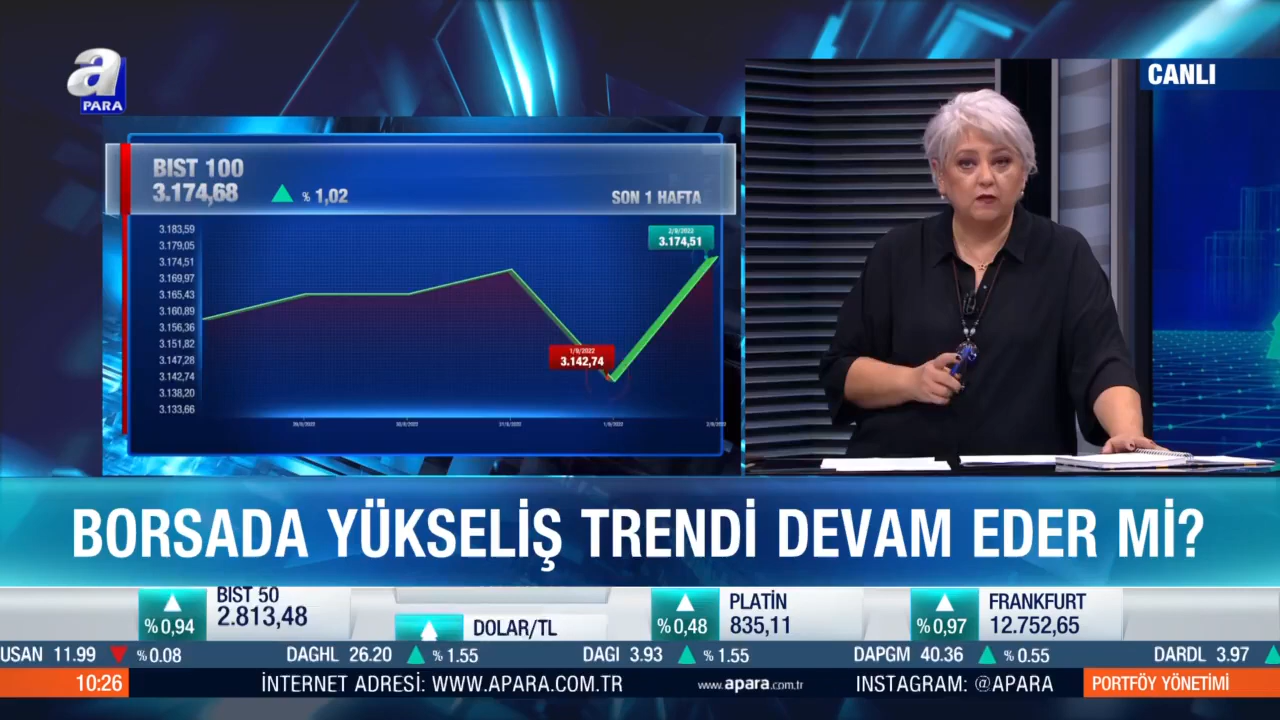 a
PARA
CANLI
BIST 100
3.174,68
% 1,02
SON 1 HAFTA
3.183,59
3.179,05
3.174,51
3.169,97
3.165,43
3.160,89
3.156,36
3.151,82
3.147,28
3.142,74
3.138,20
3.133,66
2/9/2022
3.174,51
1/9/2022
3.142,74
BORSADA YÜKSELİŞ TRENDİ DEVAM EDER Mİ?
% 0,94
BIST 50
2.813,48
DOLAR/TL
% 0,48
PLATİN
835,11
% 0,97
FRANKFURT
12.752,65
USAN 11.99 % 0.08 DAGHL 26.20 % 1.55 DAGI 3.93 % 1.55 DAPGM 40.36 % 0.55 DARDL 3.97
10:26 İNTERNET ADRESİ: WWW.APARA.COM.TR www.apara.com.tr INSTAGRAM: @APARA PORTFÖY YÖNETİMİ